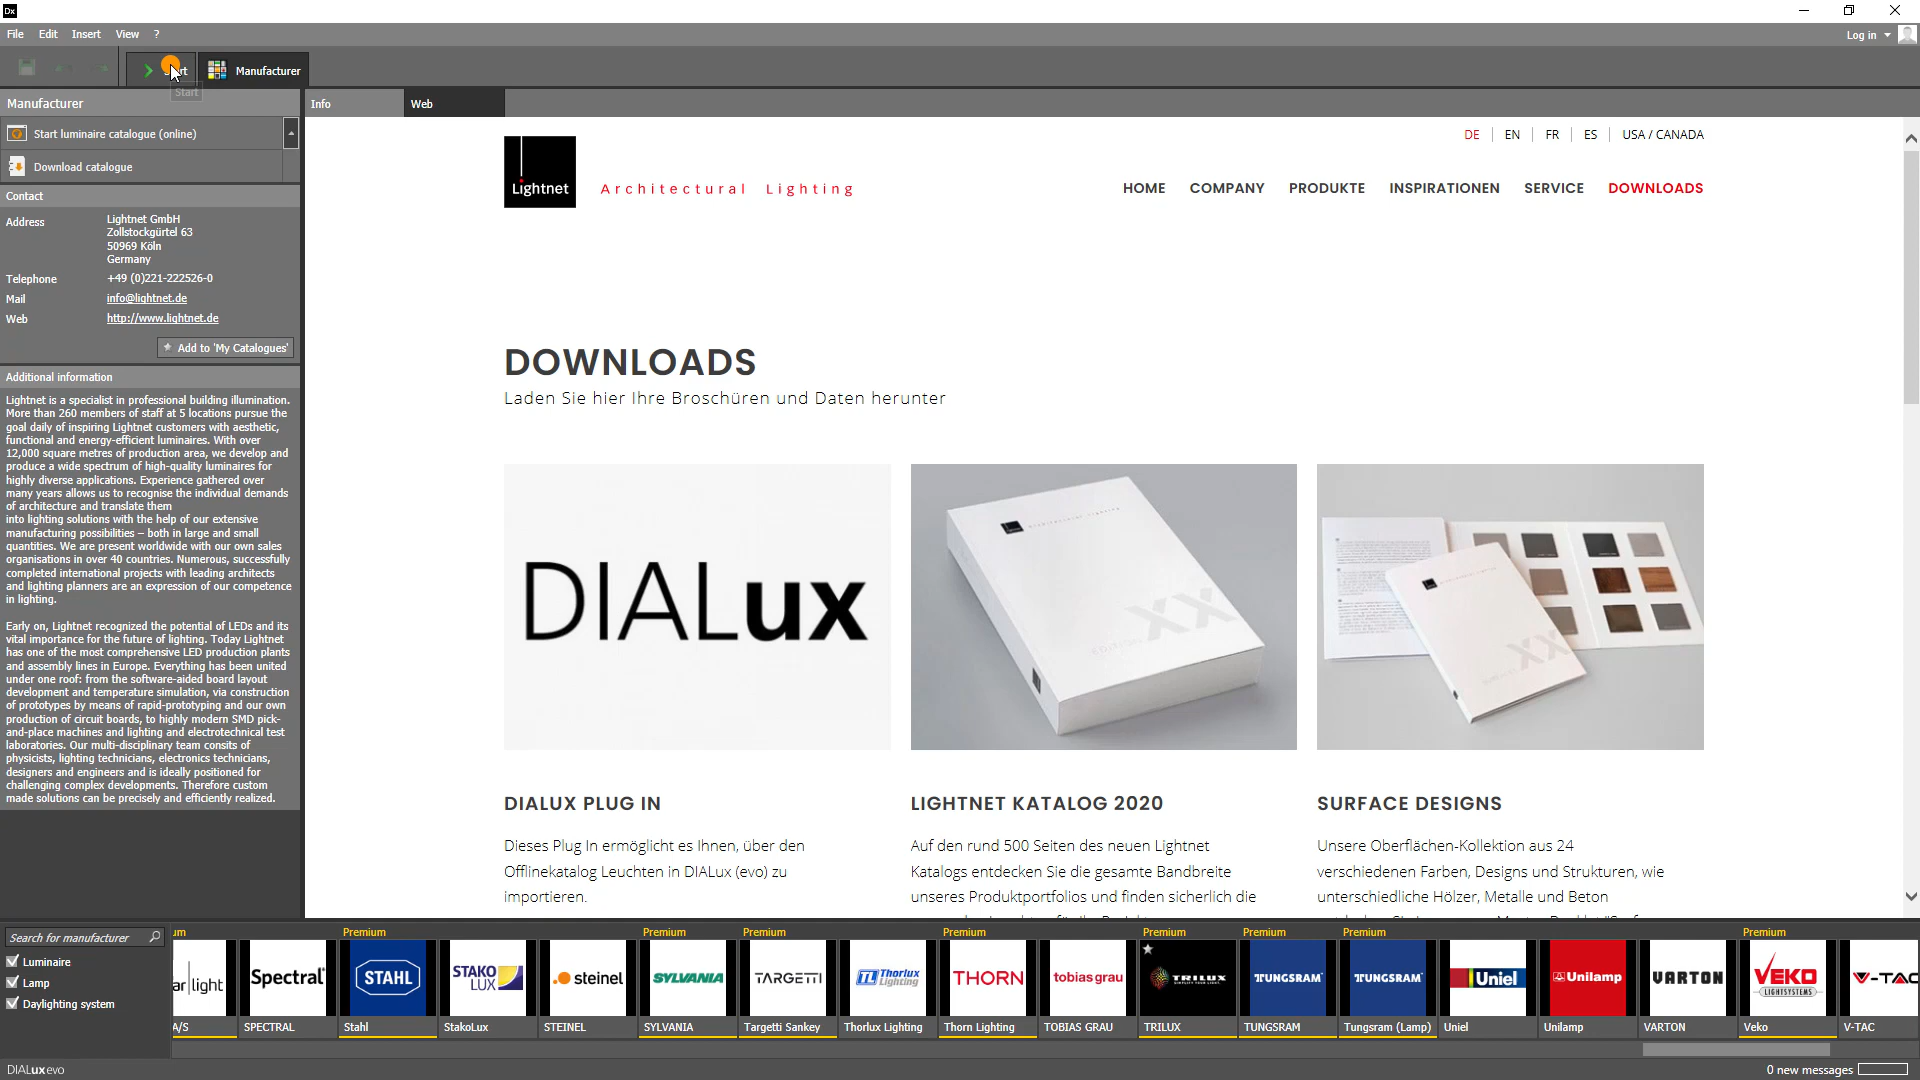 Dx
File Edit Insert View ?
Log in
Manufacturer
Start
Manufacturer
Info
Web
Start luminaire catalogue (online)
Download catalogue
Contact
Address
Lightnet GmbH
Zollstockgürtel 63
50969 Köln
Germany
Telephone +49 (0)221-222526-0
Mail info@lightnet.de
Web http://www.lightnet.de
Add to 'My Catalogues'
Additional information
Lightnet is a specialist in professional building illumination.
More than 260 members of staff at 5 locations pursue the
goal daily of inspiring Lightnet customers with aesthetic,
functional and energy-efficient luminaires. With over
12,000 square metres of production area, we develop and
produce a wide spectrum of high-quality luminaires for
highly diverse applications. Experience gathered over
many years allows us to recognise the individual demands
of architecture and translate them
into lighting solutions with the help of our extensive
manufacturing possibilities – both in large and small
quantities. We are present worldwide with our own sales
organisations in over 40 countries. Numerous, successfully
completed international projects with leading architects
and lighting planners are an expression of our competence
in lighting.
Early on, Lightnet recognized the potential of LEDs and its
vital importance for the future of lighting. Today Lightnet
has one of the most comprehensive LED production plants
and assembly lines in Europe. Everything has been united
under one roof: from the software-aided board layout
development and temperature simulation, via construction
of prototypes by means of rapid-prototyping and our own
production of circuit boards, to highly modern SMD pick-
and-place machines and lighting and electrotechnical test
laboratories. Our multi-disciplinary team consits of
physicists, lighting technicians, electronics technicians,
designers and engineers and is ideally positioned for
challenging complex developments. Therefore custom
made solutions can be precisely and efficiently realized.
DE EN FR ES USA / CANADA
Lightnet
Architectural Lighting
HOME COMPANY PRODUKTE INSPIRATIONEN SERVICE DOWNLOADS
DOWNLOADS
Laden Sie hier Ihre Broschüren und Daten herunter
DIALux
XX
XX
DIALUX PLUG IN
Dieses Plug In ermöglicht es Ihnen, über den
Offlinekatalog Leuchten in DIALux (evo) zu
importieren.
LIGHTNET KATALOG 2020
Auf den rund 500 Seiten des neuen Lightnet
Katalogs entdecken Sie die gesamte Bandbreite
unseres Produktportfolios und finden sicherlich die
SURFACE DESIGNS
Unsere Oberflächen-Kollektion aus 24
verschiedenen Farben, Designs und Strukturen, wie
unterschiedliche Hölzer, Metalle und Beton
Search for manufacturer
Luminaire
Lamp
Daylighting system
um Premium Premium Premium Premium Premium Premium Premium Premium
ar light Spectral STAHL STAKO LUX steinel SYLVANIA TARGETTI Thorlux Lighting THORN tobias grau TRILUX SIMPLIFY YOUR LIGHT. TUNGSRAM TUNGSRAM Uniel Unilamp VARTON VEKO LIGHTSYSTEMS V-TAC
A/S SPECTRAL Stahl StakoLux STEINEL SYLVANIA Targetti Sankey Thorlux Lighting Thorn Lighting TOBIAS GRAU TRILUX TUNGSRAM Tungsram (Lamp) Uniel Unilamp VARTON Veko V-TAC
DIALux evo
0 new messages